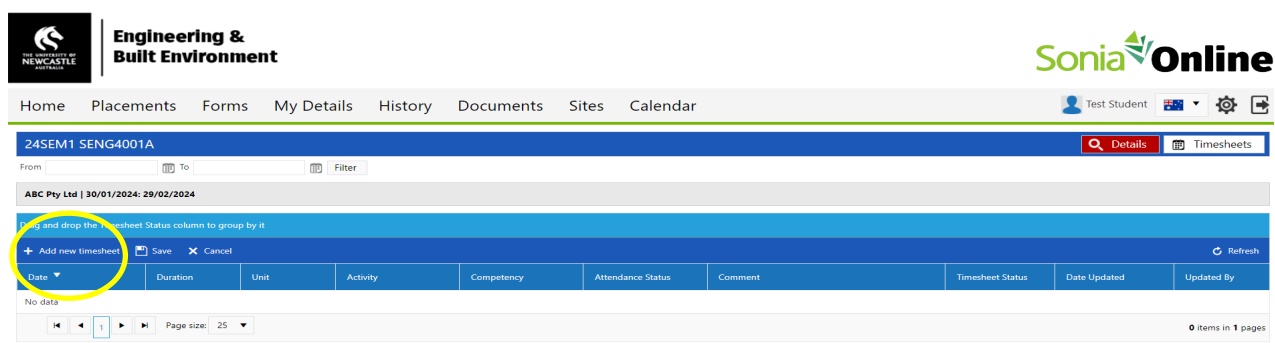 THE UNIVERSITY OF
NEWCASTLE
AUSTRALIA
Engineering &
Built Environment
Sonia Online
Home Placements Forms My Details History Documents Sites Calendar
Test Student
24SEM1 SENG4001A
Details Timesheets
From To Filter
ABC Pty Ltd | 30/01/2024: 29/02/2024
Drag and drop the Timesheet Status column to group by it
+ Add new timesheet Save Cancel Refresh
Date Duration Unit Activity Competency Attendance Status Comment Timesheet Status Date Updated Updated By
No data
1 Page size: 25 0 items in 1 pages